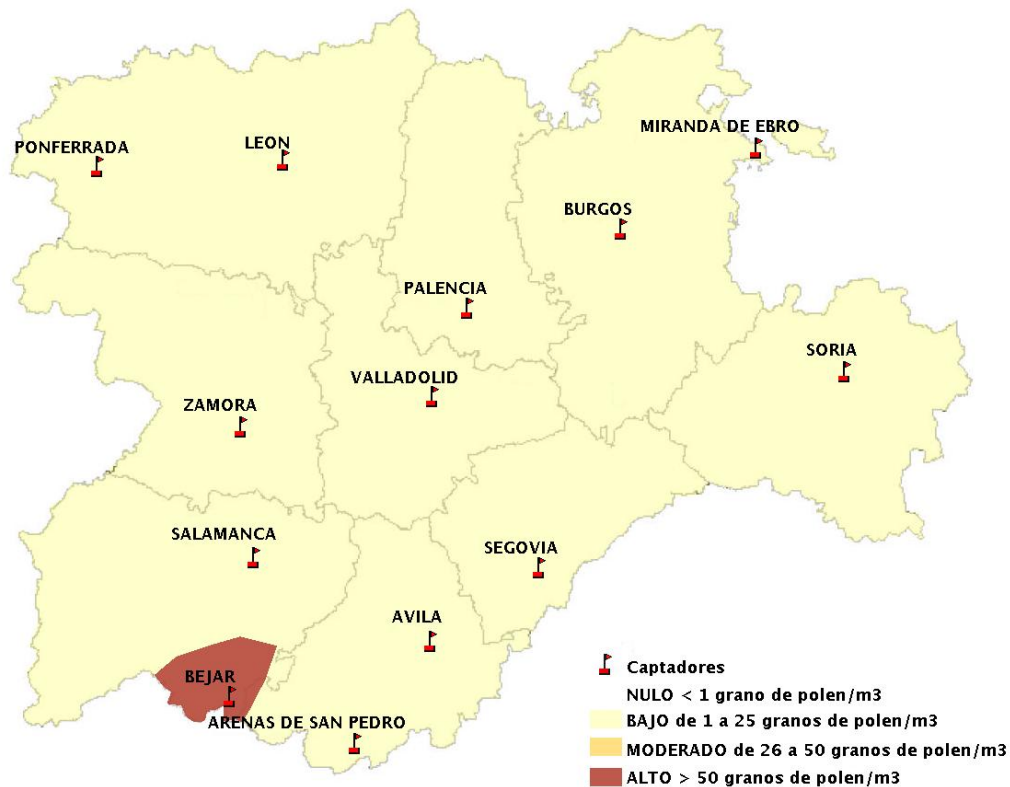 MIRANDA DE EBRO
PONFERRADA
LEON
BURGOS
PALENCIA
SORIA
VALLADOLID
ZAMORA
SALAMANCA
SEGOVIA
AVILA
BEJAR
ARENAS DE SAN PEDRO
Captadores
NULO < 1 grano de polen/m3
BAJO de 1 a 25 granos de polen/m3
MODERADO de 26 a 50 granos de polen/m3
ALTO > 50 granos de polen/m3